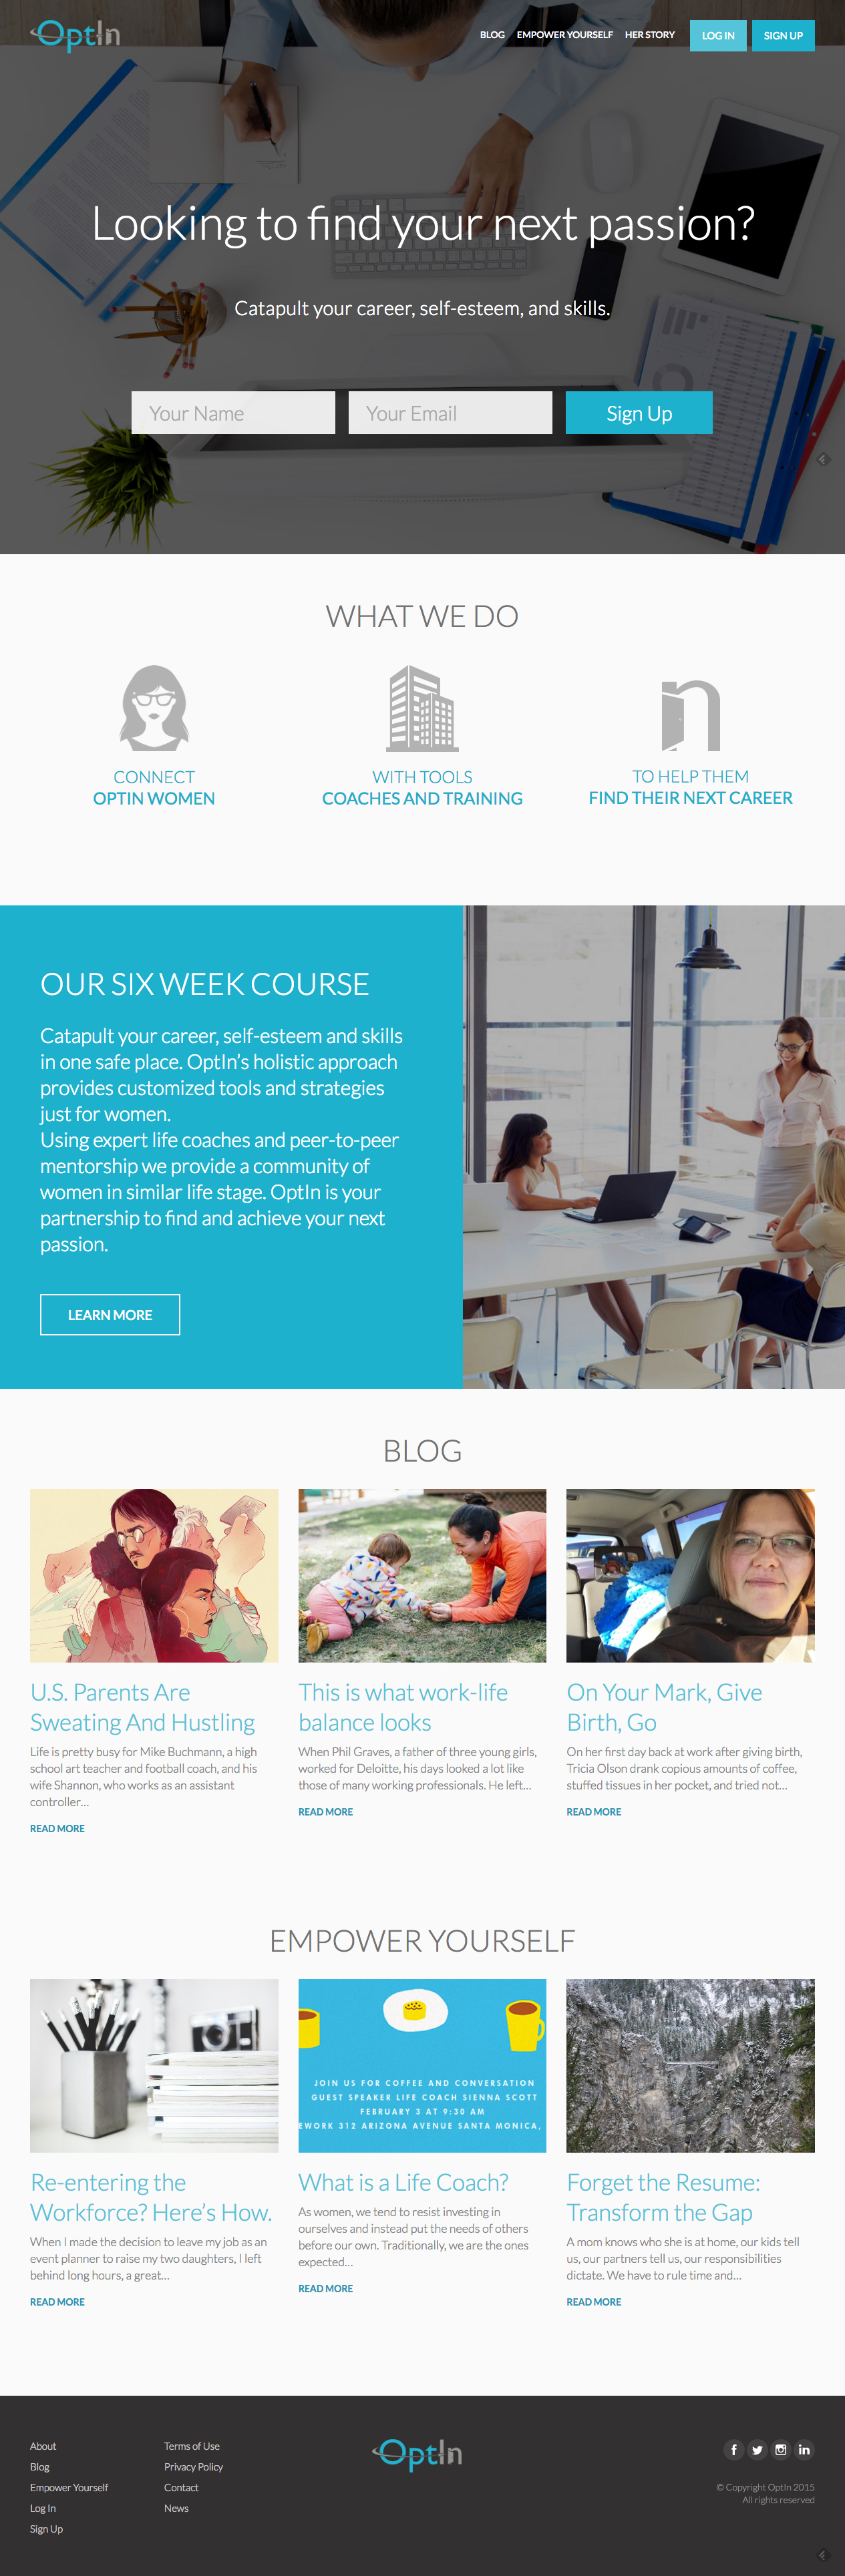 OptIn
BLOG EMPOWER YOURSELF HER STORY LOG IN SIGN UP
Looking to find your next passion?
Catapult your career, self-esteem, and skills.
Your Name Your Email Sign Up
WHAT WE DO
CONNECT
OPTIN WOMEN
WITH TOOLS
COACHES AND TRAINING
TO HELP THEM
FIND THEIR NEXT CAREER
OUR SIX WEEK COURSE
Catapult your career, self-esteem and skills
in one safe place. OptIn's holistic approach
provides customized tools and strategies
just for women.
Using expert life coaches and peer-to-peer
mentorship we provide a community of
women in similar life stage. OptIn is your
partnership to find and achieve your next
passion.
LEARN MORE
BLOG
U.S. Parents Are
Sweating And Hustling
Life is pretty busy for Mike Buchmann, a high
school art teacher and football coach, and his
wife Shannon, who works as an assistant
controller...
READ MORE
This is what work-life
balance looks
When Phil Graves, a father of three young girls,
worked for Deloitte, his days looked a lot like
those of many working professionals. He left...
READ MORE
On Your Mark, Give
Birth, Go
On her first day back at work after giving birth,
Tricia Olson drank copious amounts of coffee,
stuffed tissues in her pocket, and tried not...
READ MORE
EMPOWER YOURSELF
Re-entering the
Workforce? Here's How.
When I made the decision to leave my job as an
event planner to raise my two daughters, I left
behind long hours, a great...
READ MORE
JOIN US FOR COFFEE AND CONVERSATION
GUEST SPEAKER LIFE COACH SIENNA SCOTT
FEBRUARY 3 AT 9:30 AM
EWORK 312 ARIZONA AVENUE SANTA MONICA,
What is a Life Coach?
As women, we tend to resist investing in
ourselves and instead put the needs of others
before our own. Traditionally, we are the ones
expected...
READ MORE
Forget the Resume:
Transform the Gap
A mom knows who she is at home, our kids tell
us, our partners tell us, our responsibilities
dictate. We have to rule time and...
READ MORE
About
Blog
Empower Yourself
Log In
Sign Up
Terms of Use
Privacy Policy
Contact
News
OptIn
© Copyright OptIn 2015
All rights reserved